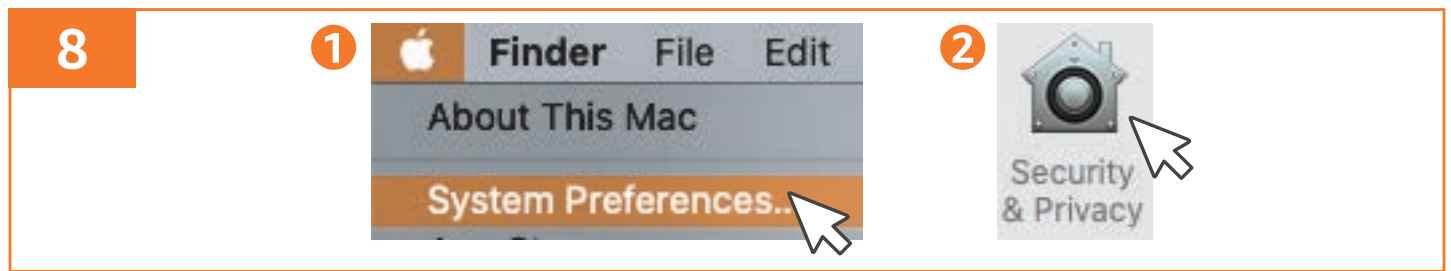 8
1
Finder File Edit
About This Mac
System Preferences...
2
Security
& Privacy